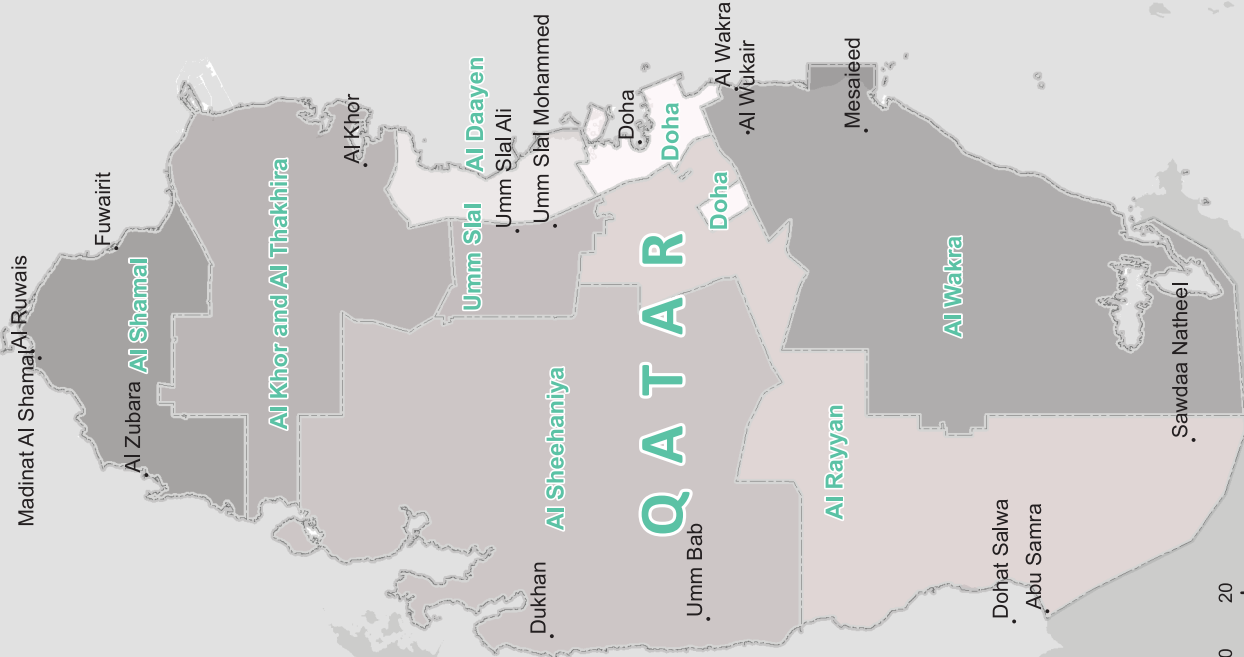 Madinat Al Shamal
Al Ruwais
Fuwairit
Al Shamal
Al Zubara
Al Khor and Al Thakhira
Al Khor
Al Daayen
Umm Slal
Umm Slal Ali
Umm Slal Mohammed
Doha
Doha
Doha
Al Wakra
Al Wukair
Mesaieed
Al Sheehaniya
QATAR
Dukhan
Umm Bab
Al Rayyan
Al Wakra
Sawdaa Natheel
Dohat Salwa
Abu Samra
0
20